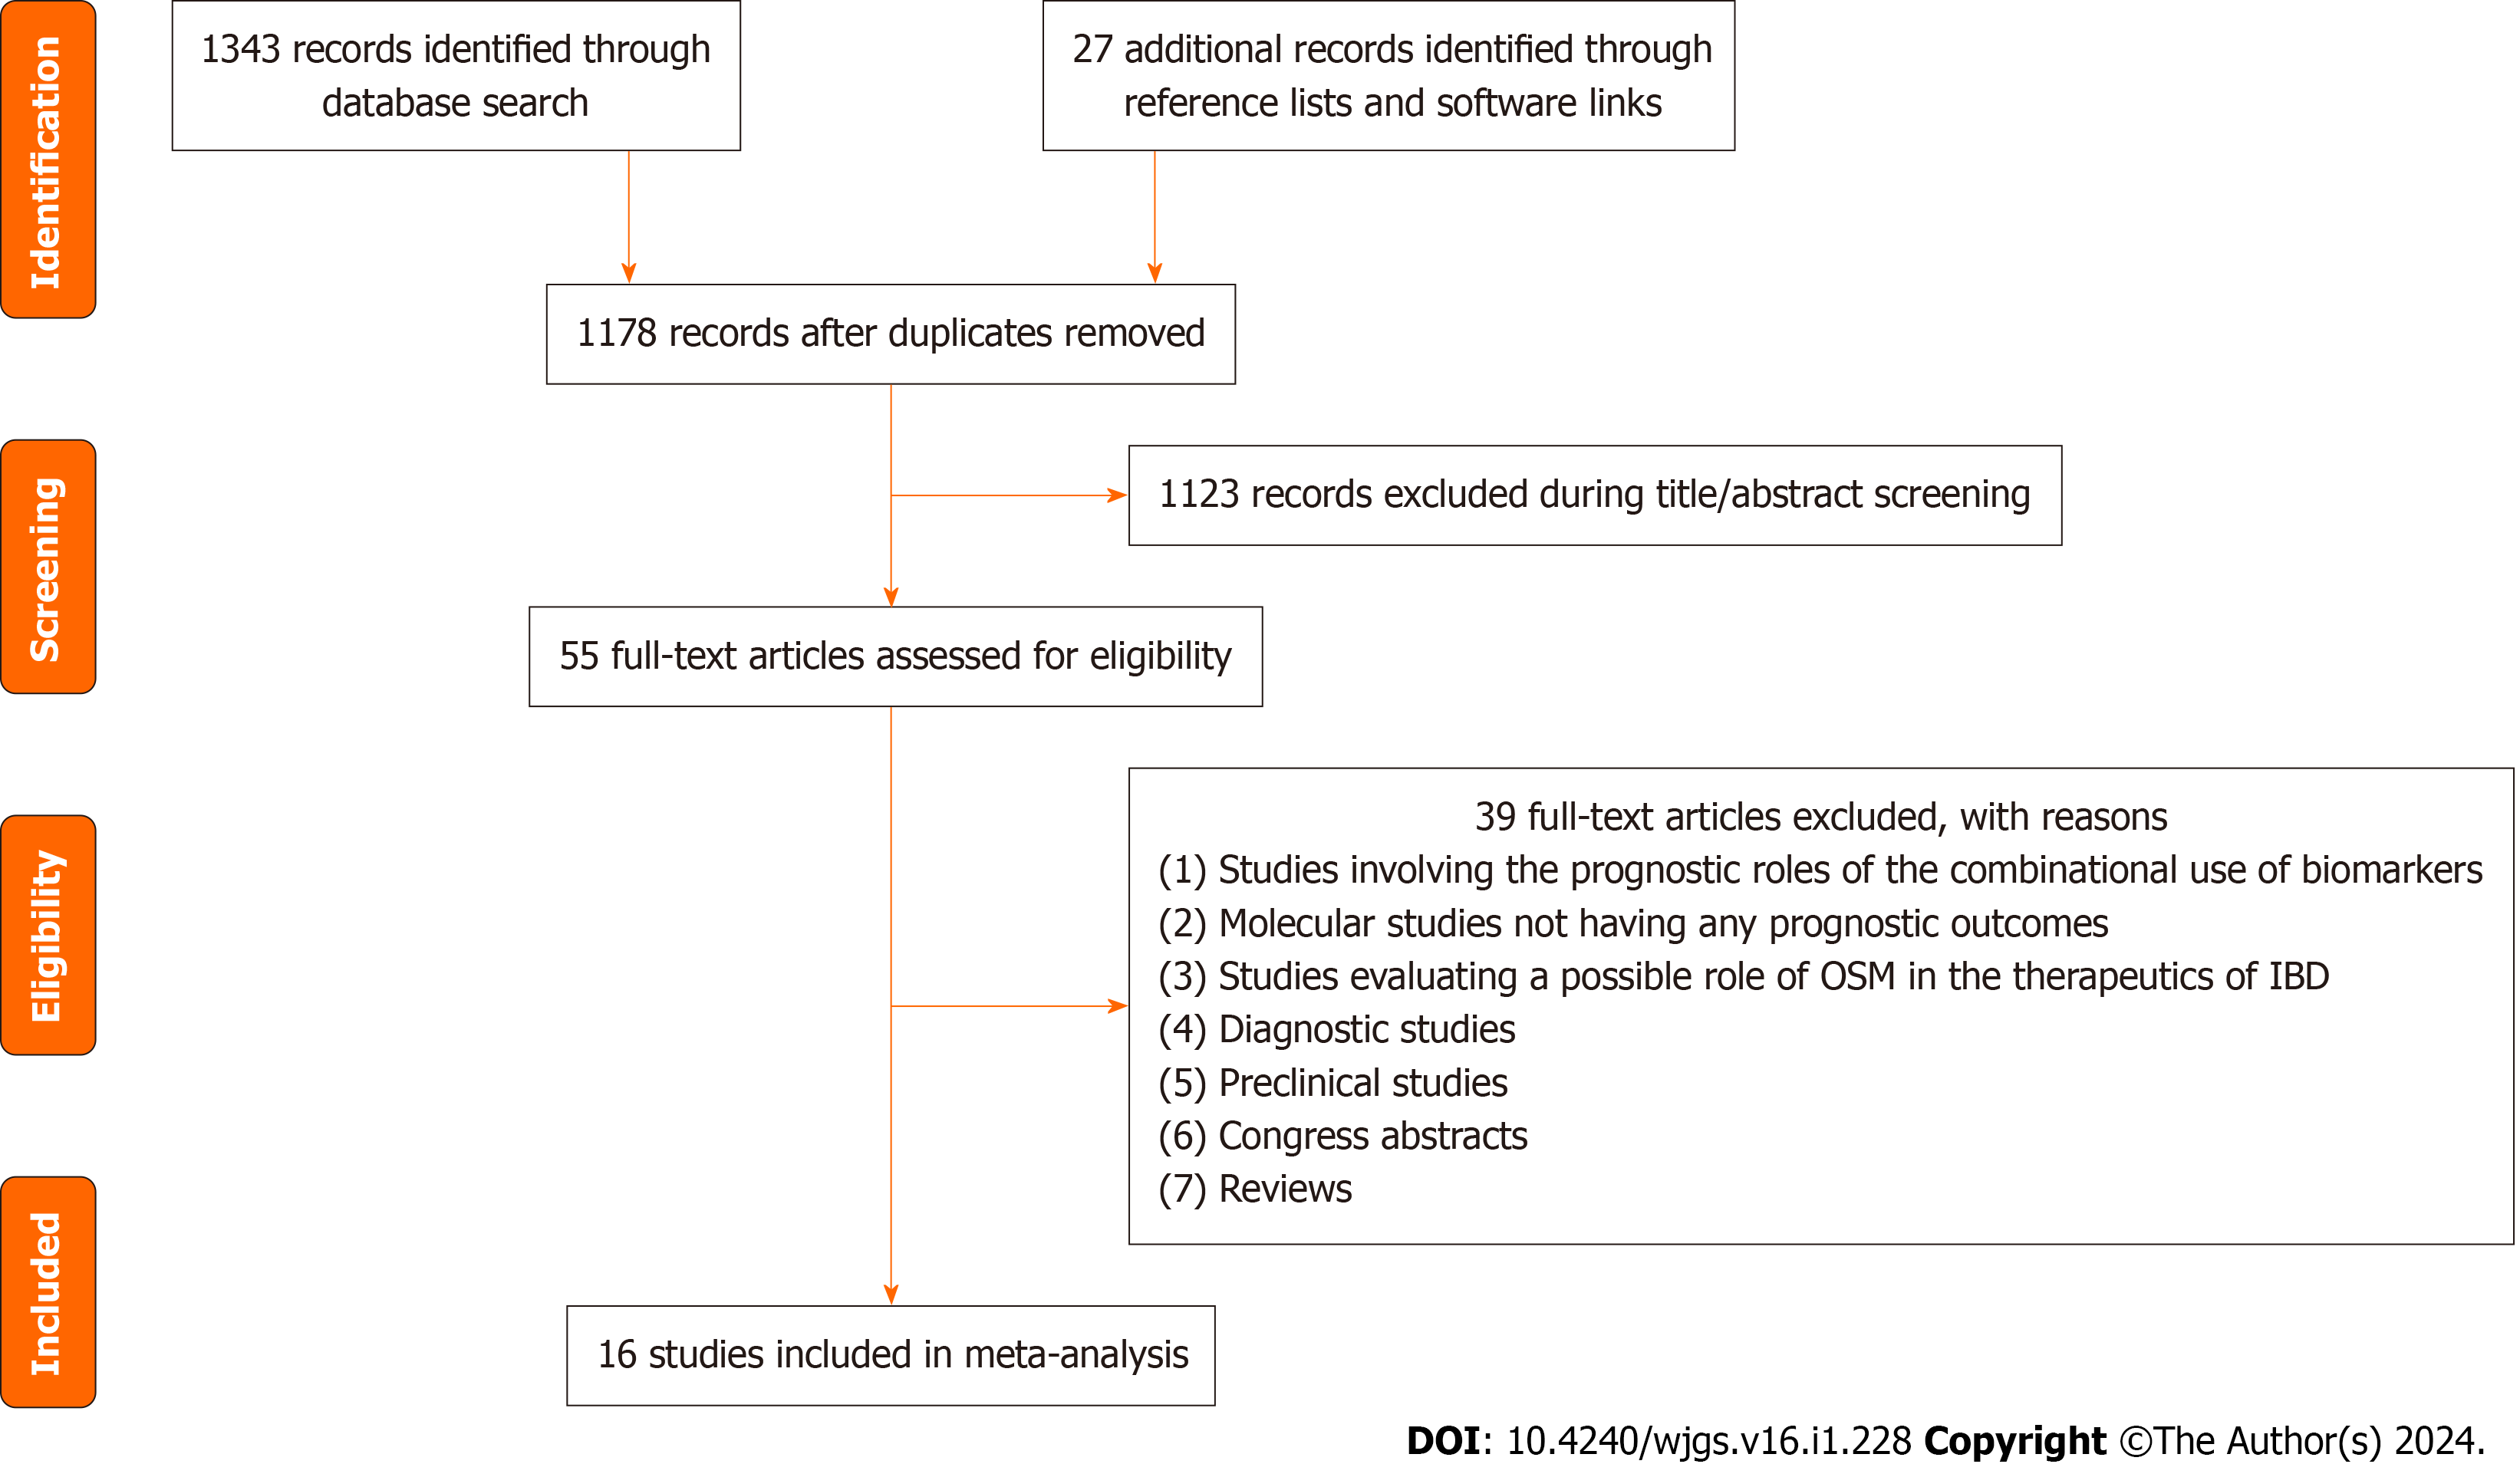 Identification
1343 records identified through
database search
27 additional records identified through
reference lists and software links
1178 records after duplicates removed
Screening
1123 records excluded during title/abstract screening
55 full-text articles assessed for eligibility
Eligibility
39 full-text articles excluded, with reasons
(1) Studies involving the prognostic roles of the combinational use of biomarkers
(2) Molecular studies not having any prognostic outcomes
(3) Studies evaluating a possible role of OSM in the therapeutics of IBD
(4) Diagnostic studies
(5) Preclinical studies
(6) Congress abstracts
(7) Reviews
Included
16 studies included in meta-analysis
DOI: 10.4240/wjgs.v16.i1.228 Copyright ©The Author(s) 2024.